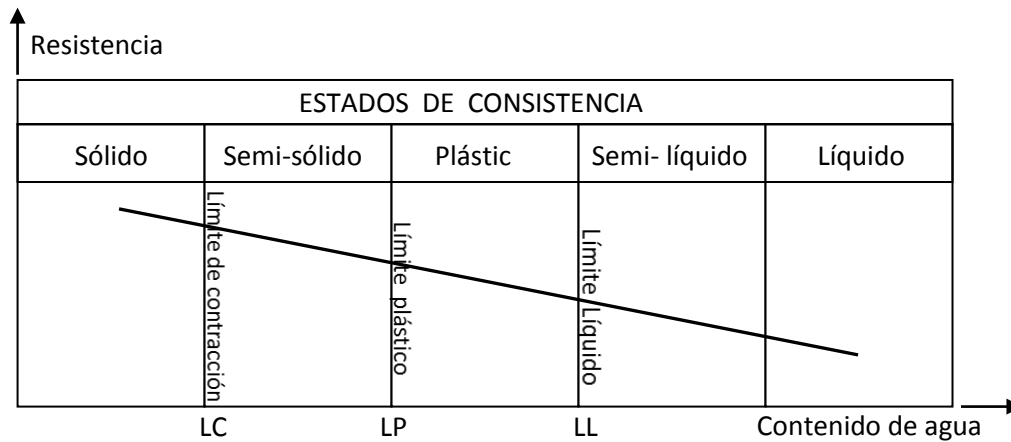 Resistencia
ESTADOS DE CONSISTENCIA
Sólido
Semi-sólido
Plástic
Semi- líquido
Líquido
Límite de contracción
Límite plástico
Límite Líquido
LC
LP
LL
Contenido de agua